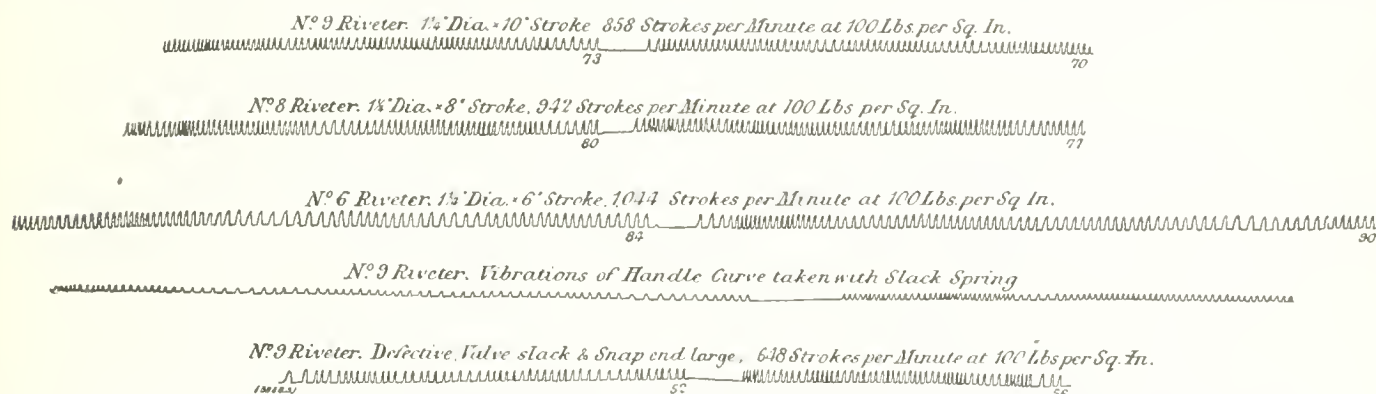 Nº 9 Riveter. 1¼" Dia. × 10" Stroke 858 Strokes per Minute at 100 Lbs. per Sq. In.
73 70
Nº 8 Riveter. Dia. × 8" Stroke, 942 Strokes per Minute at 100 Lbs per Sq. In.
80 77
Nº 6 Riveter. Dia. × 6" Stroke, 1044 Strokes per Minute at 100 Lbs. per Sq In.
84 90
Nº 9 Riveter. Vibrations of Handle Curve taken with Slack Spring
Nº 9 Riveter. Defective, Valve slack & Snap end large, 648 Strokes per Minute at 100 Lbs per Sq. In.